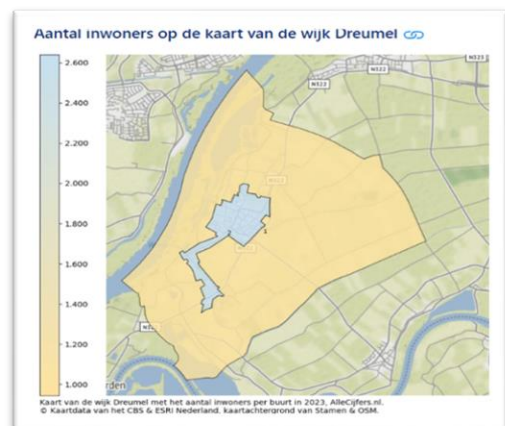 Aantal inwoners op de kaart van de wijk Dreumel
2.600
2.400
2.200
2.000
1.800
1.600
1.400
1.200
1.000
N323
N322
N323
rden
Kaart van de wijk Dreumel met het aantal inwoners per buurt in 2023, AlleCijfers.nl.
© Kaartdata van het CBS & ESRI Nederland, kaartachtergrond van Stamen & OSM.